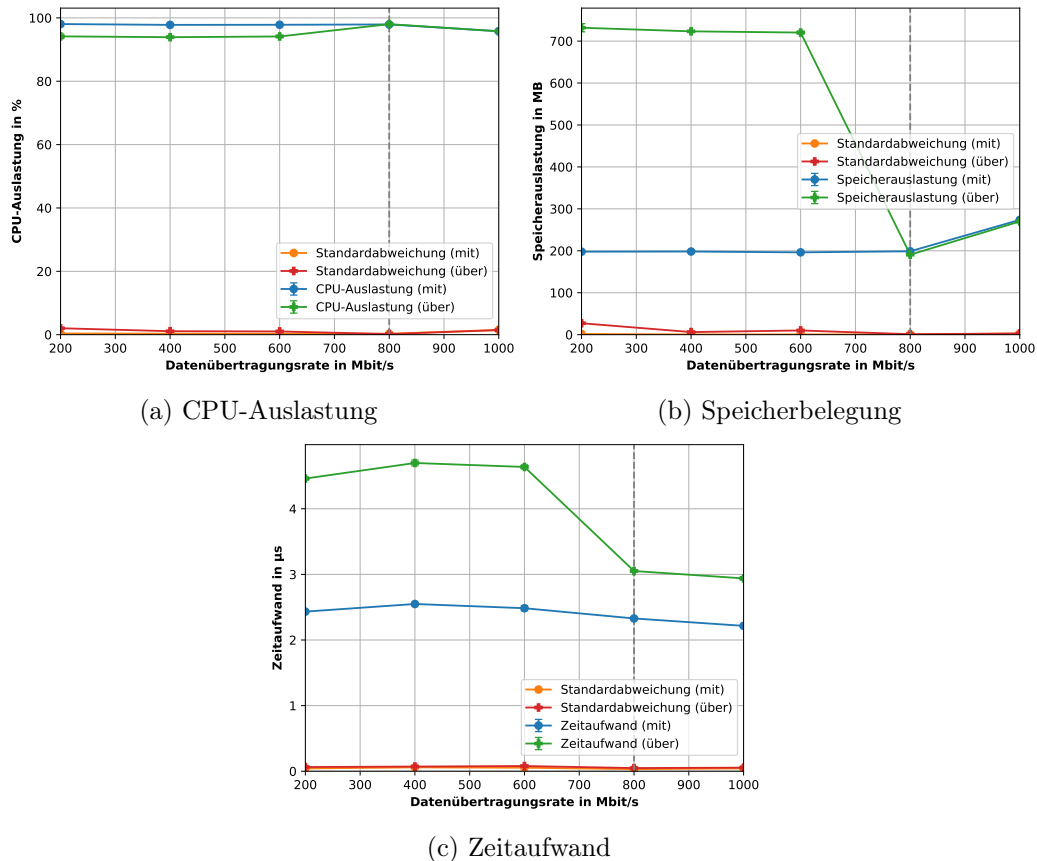 100
80
60
40
20
0
CPU-Auslastung in %
Standardabweichung (mit)
Standardabweichung (über)
CPU-Auslastung (mit)
CPU-Auslastung (über)
200 300 400 500 600 700 800 900 1000
Datenübertragungsrate in Mbit/s
(a) CPU-Auslastung
700
600
500
400
300
200
100
0
Speicherauslastung in MB
Standardabweichung (mit)
Standardabweichung (über)
Speicherauslastung (mit)
Speicherauslastung (über)
200 300 400 500 600 700 800 900 1000
Datenübertragungsrate in Mbit/s
(b) Speicherbelegung
4
3
2
1
0
Zeitaufwand in µs
Standardabweichung (mit)
Standardabweichung (über)
Zeitaufwand (mit)
Zeitaufwand (über)
200 300 400 500 600 700 800 900 1000
Datenübertragungsrate in Mbit/s
(c) Zeitaufwand